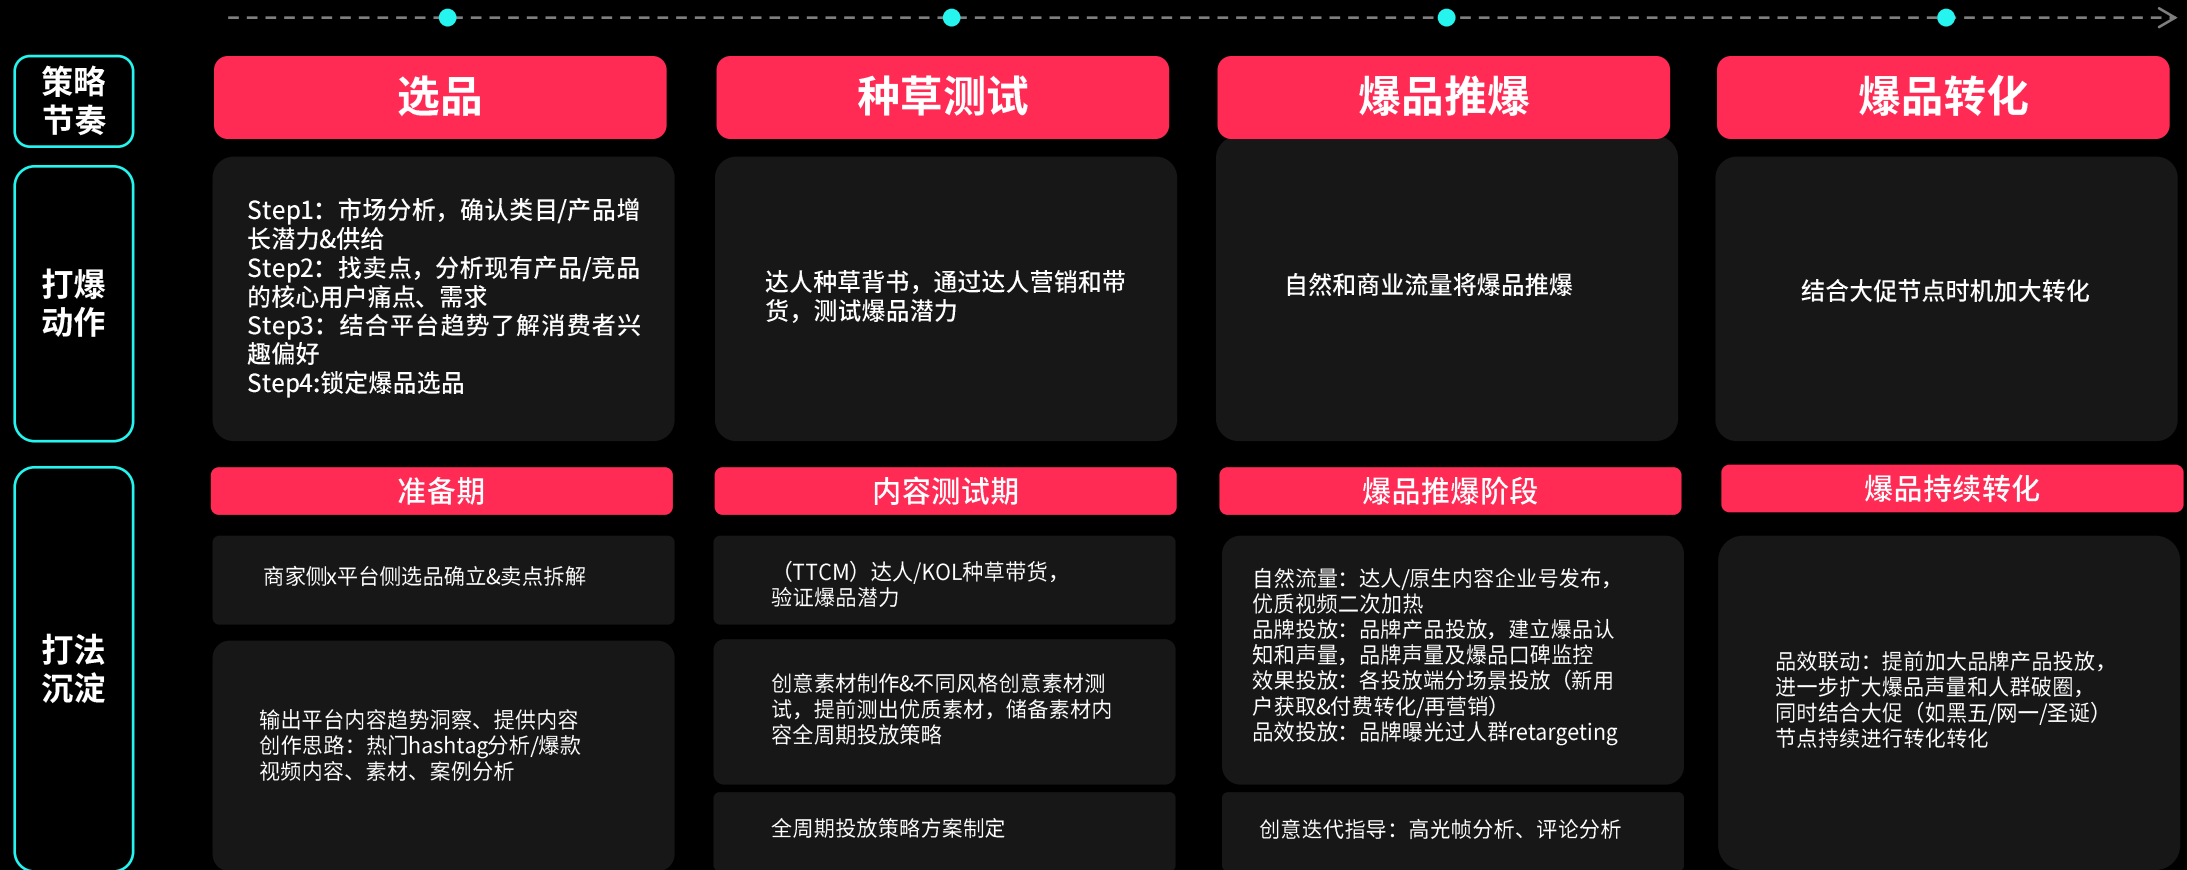 策略
节奏
选品
种草测试
爆品推爆
爆品转化
打爆
动作
Step1：市场分析，确认类目/产品增
长潜力&供给
Step2：找卖点，分析现有产品/竞品
的核心用户痛点、需求
Step3：结合平台趋势了解消费者兴
趣偏好
Step4:锁定爆品选品
达人种草背书，通过达人营销和带
货，测试爆品潜力
自然和商业流量将爆品推爆
结合大促节点时机加大转化
打法
沉淀
准备期
内容测试期
爆品推爆阶段
爆品持续转化
商家侧x平台侧选品确立&卖点拆解
输出平台内容趋势洞察、提供内容
创作思路：热门hashtag分析/爆款
视频内容、素材、案例分析
（TTCM）达人/KOL种草带货，
验证爆品潜力
创意素材制作&不同风格创意素材测
试，提前测出优质素材，储备素材内
容全周期投放策略
全周期投放策略方案制定
自然流量：达人/原生内容企业号发布，
优质视频二次加热
品牌投放：品牌产品投放，建立爆品认
知和声量，品牌声量及爆品口碑监控
效果投放：各投放端分场景投放（新用
户获取&付费转化/再营销）
品效投放：品牌曝光过人群retargeting
创意迭代指导：高光帧分析、评论分析
品效联动：提前加大品牌产品投放，
进一步扩大爆品声量和人群破圈，
同时结合大促（如黑五/网一/圣诞）
节点持续进行转化转化